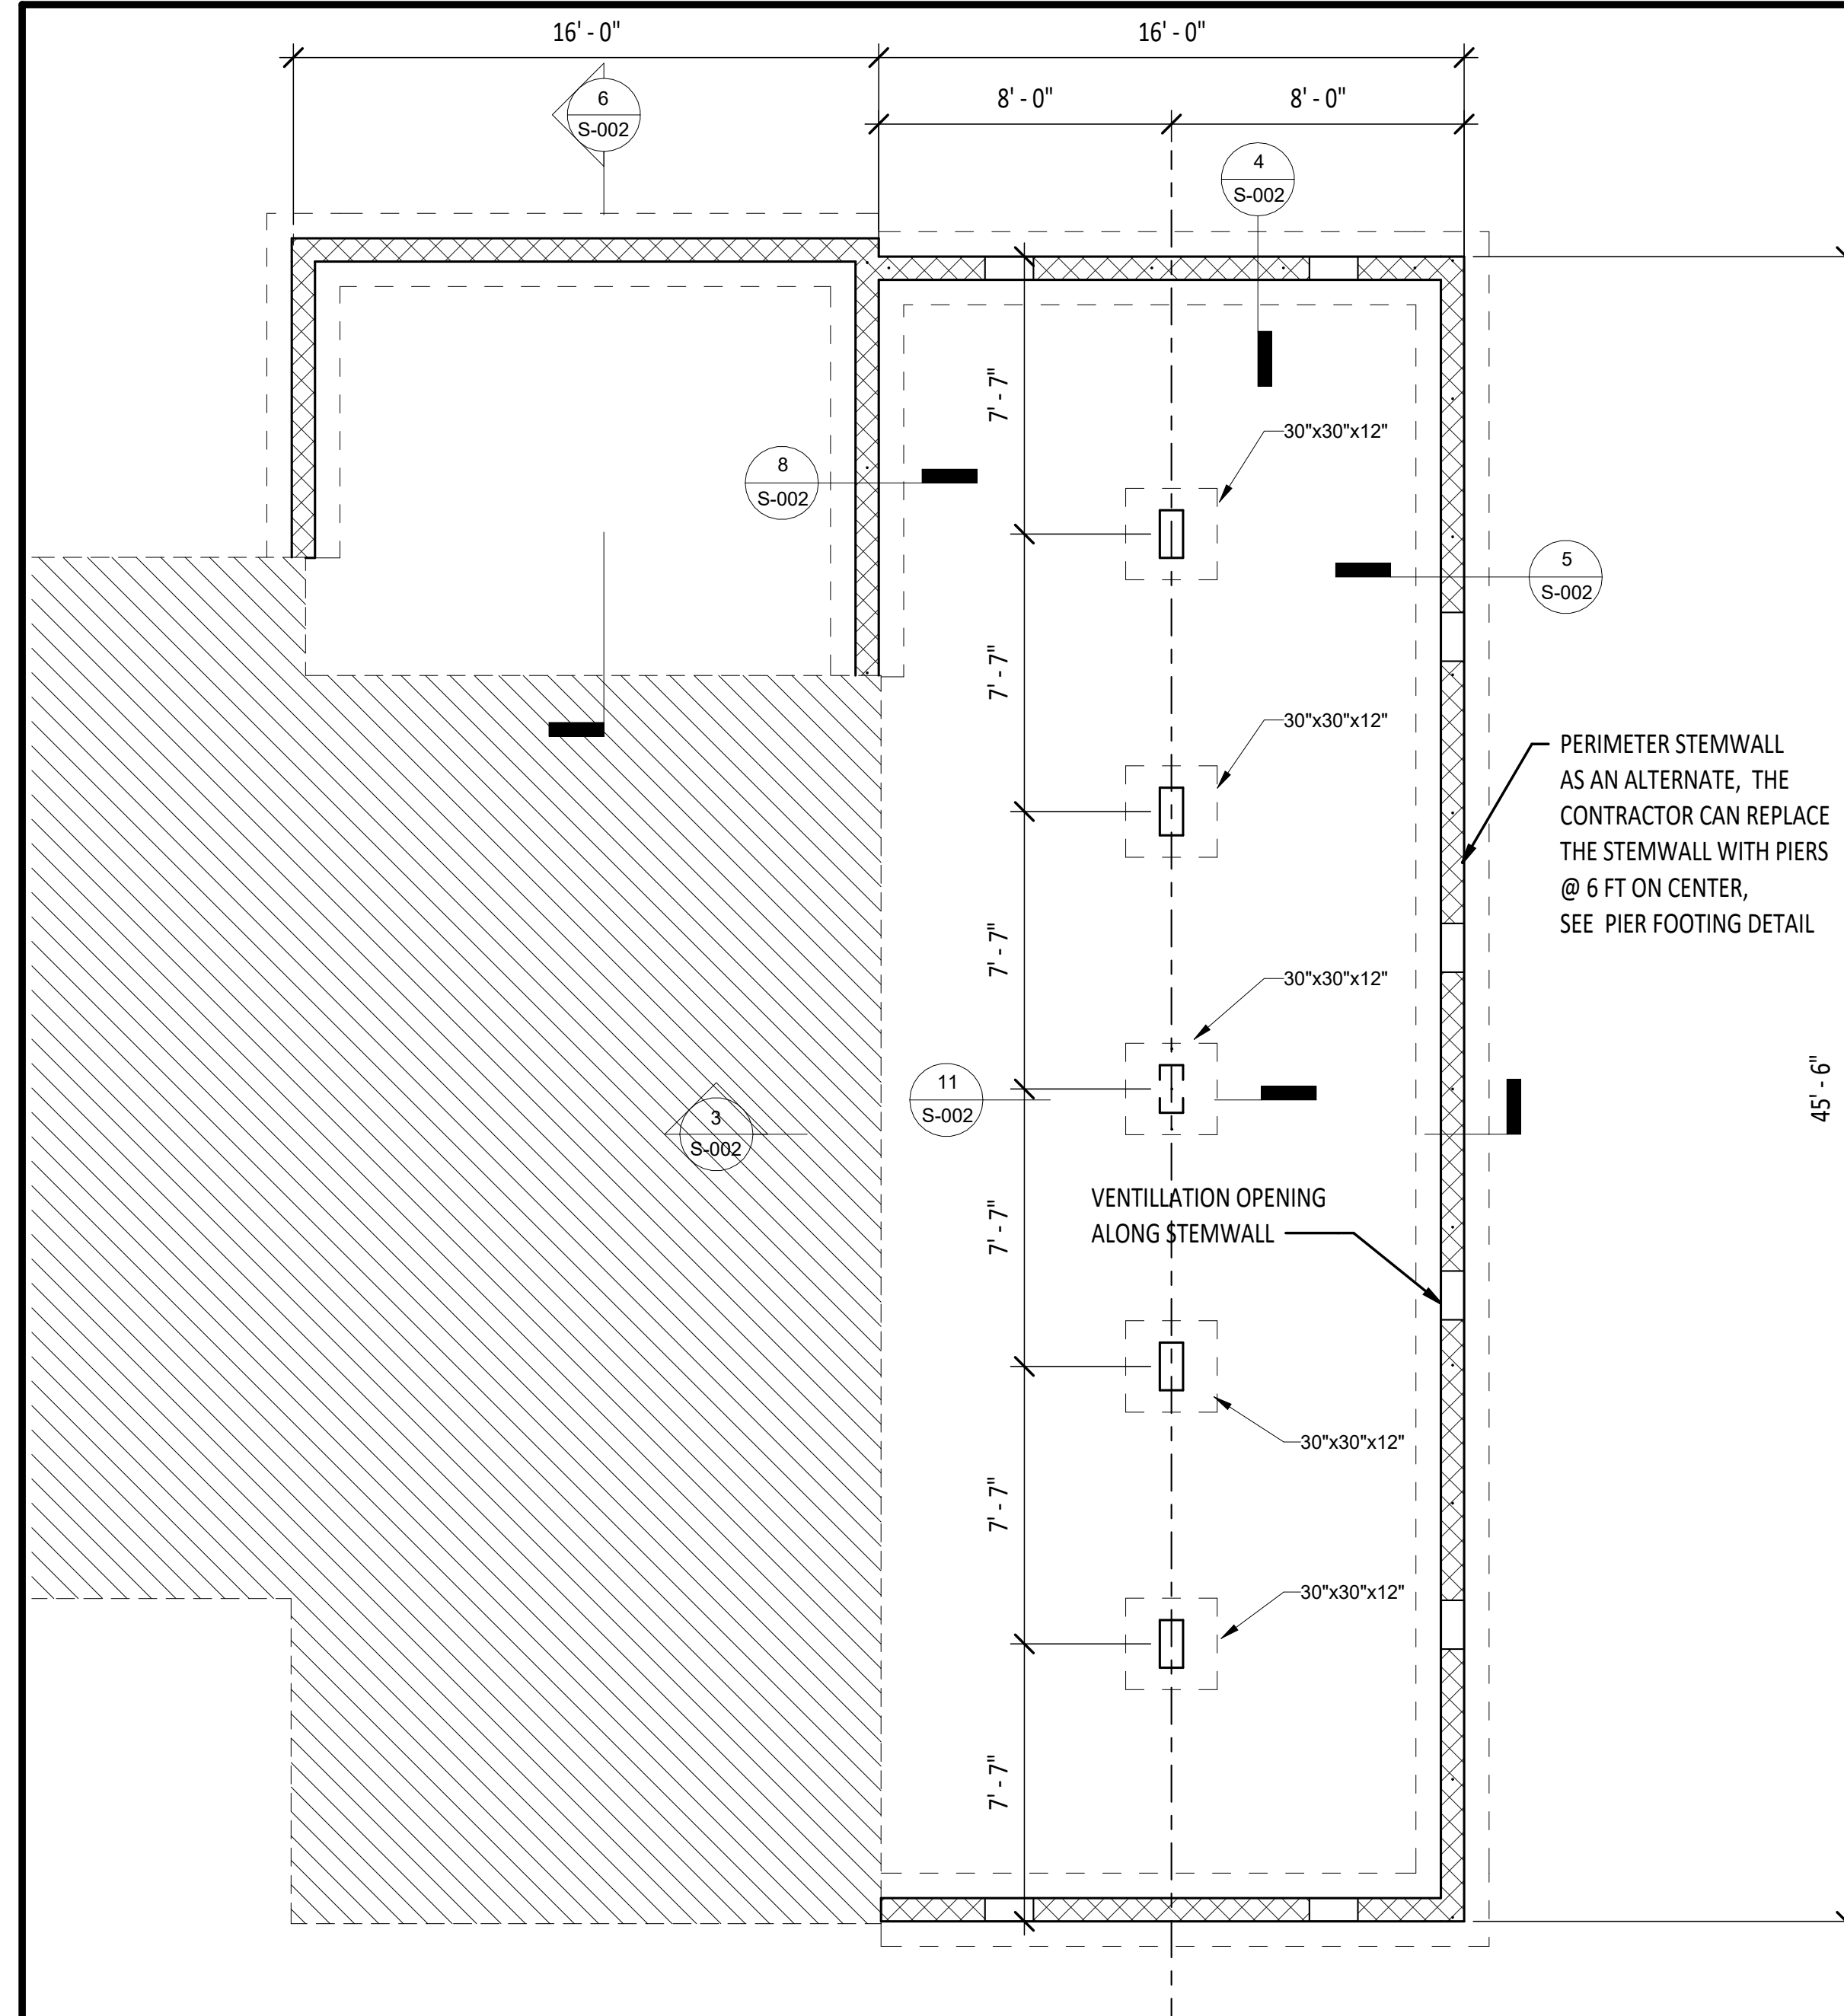 16' - 0"
16' - 0"
8' - 0"
8' - 0"
6
S-002
4
S-002
7' - 7"
30"x30"x12"
8
S-002
5
S-002
7' - 7"
30"x30"x12"
PERIMETER STEMWALL
AS AN ALTERNATE, THE
CONTRACTOR CAN REPLACE
THE STEMWALL WITH PIERS
@ 6 FT ON CENTER,
SEE PIER FOOTING DETAIL
7' - 7"
30"x30"x12"
11
S-002
3
S-002
45' - 6"
VENTILLATION OPENING
ALONG STEMWALL
7' - 7"
30"x30"x12"
7' - 7"
30"x30"x12"
7' - 7"